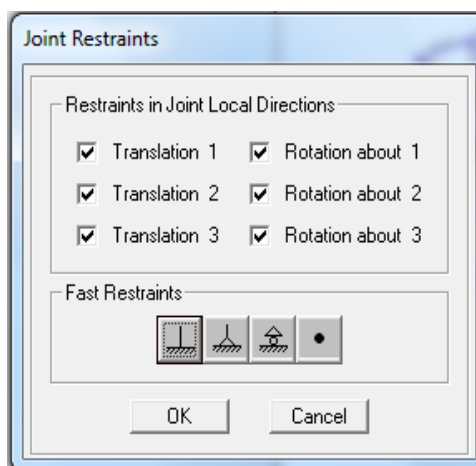 Joint Restraints
Restraints in Joint Local Directions
Translation 1 Rotation about 1
Translation 2 Rotation about 2
Translation 3 Rotation about 3
Fast Restraints
OK Cancel